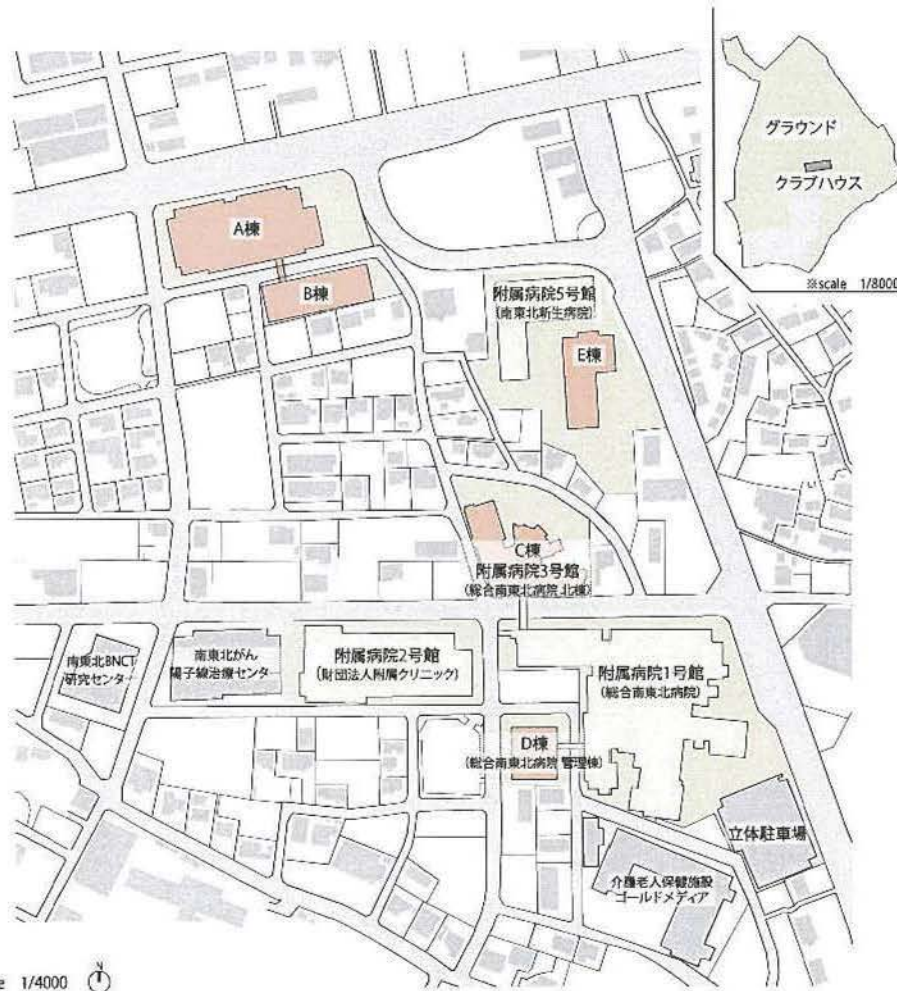 グラウンド
クラブハウス
※scale 1/8000
A棟
B棟
附属病院5号館
(南東北新生病院)
E棟
C棟
附属病院3号館
(総合南東北病院 北棟)
南東北BNCT
研究センター
南東北がん
陽子線治療センター
附属病院2号館
(財団法人附属クリニック)
附属病院1号館
(総合南東北病院)
D棟
(総合南東北病院 管理棟)
立体駐車場
介護老人保健施設
ゴールドメディア
1/4000
N